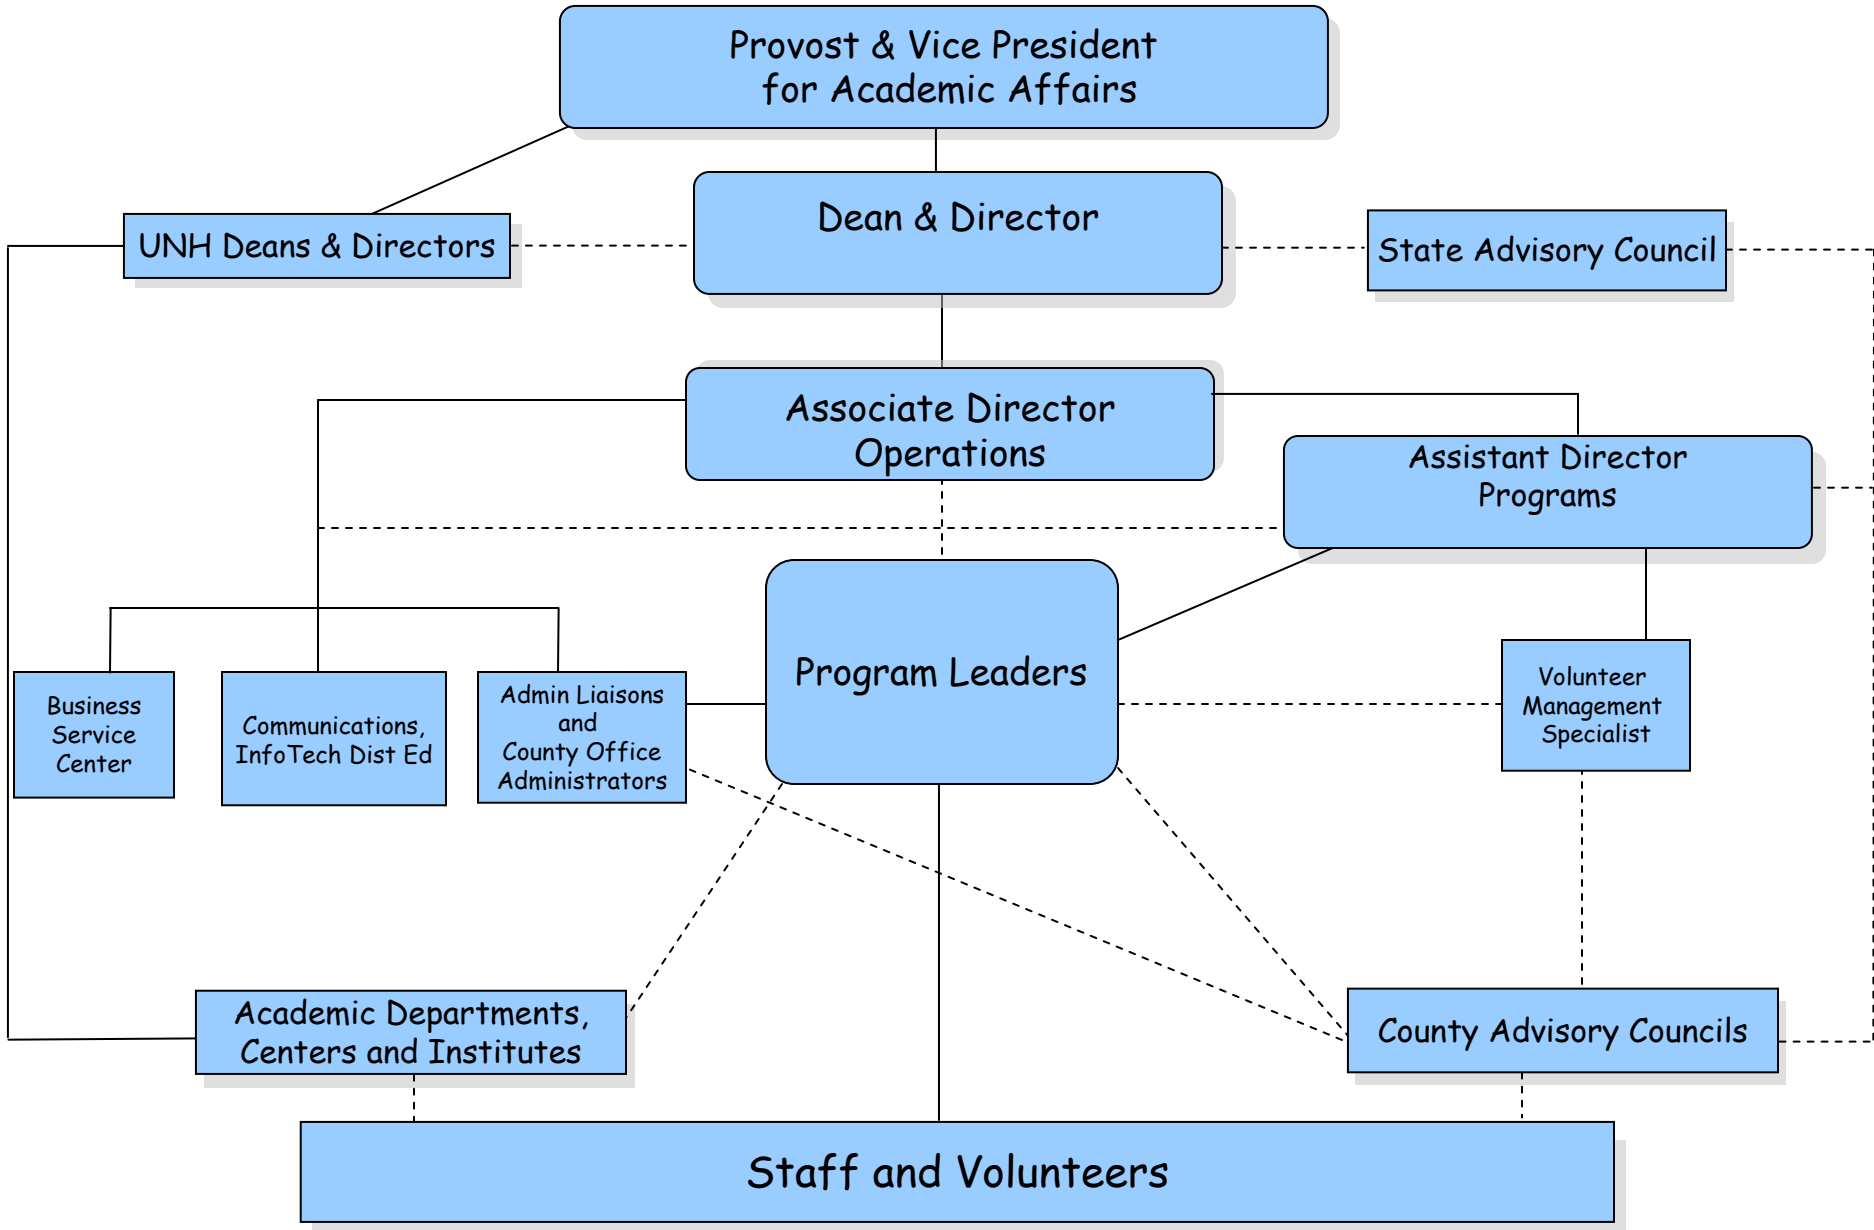 Provost & Vice President
for Academic Affairs
Dean & Director
UNH Deans & Directors
State Advisory Council
Associate Director
Operations
Assistant Director
Programs
Program Leaders
Business
Service
Center
Communications,
InfoTech Dist Ed
Admin Liaisons
and
County Office
Administrators
Volunteer
Management
Specialist
Academic Departments,
Centers and Institutes
County Advisory Councils
Staff and Volunteers